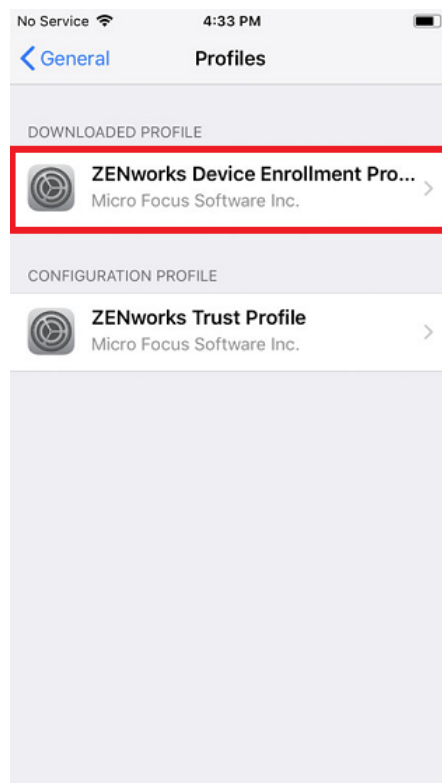 No Service 4:33 PM
General Profiles
DOWNLOADED PROFILE
ZENworks Device Enrollment Pro...
Micro Focus Software Inc.
CONFIGURATION PROFILE
ZENworks Trust Profile
Micro Focus Software Inc.